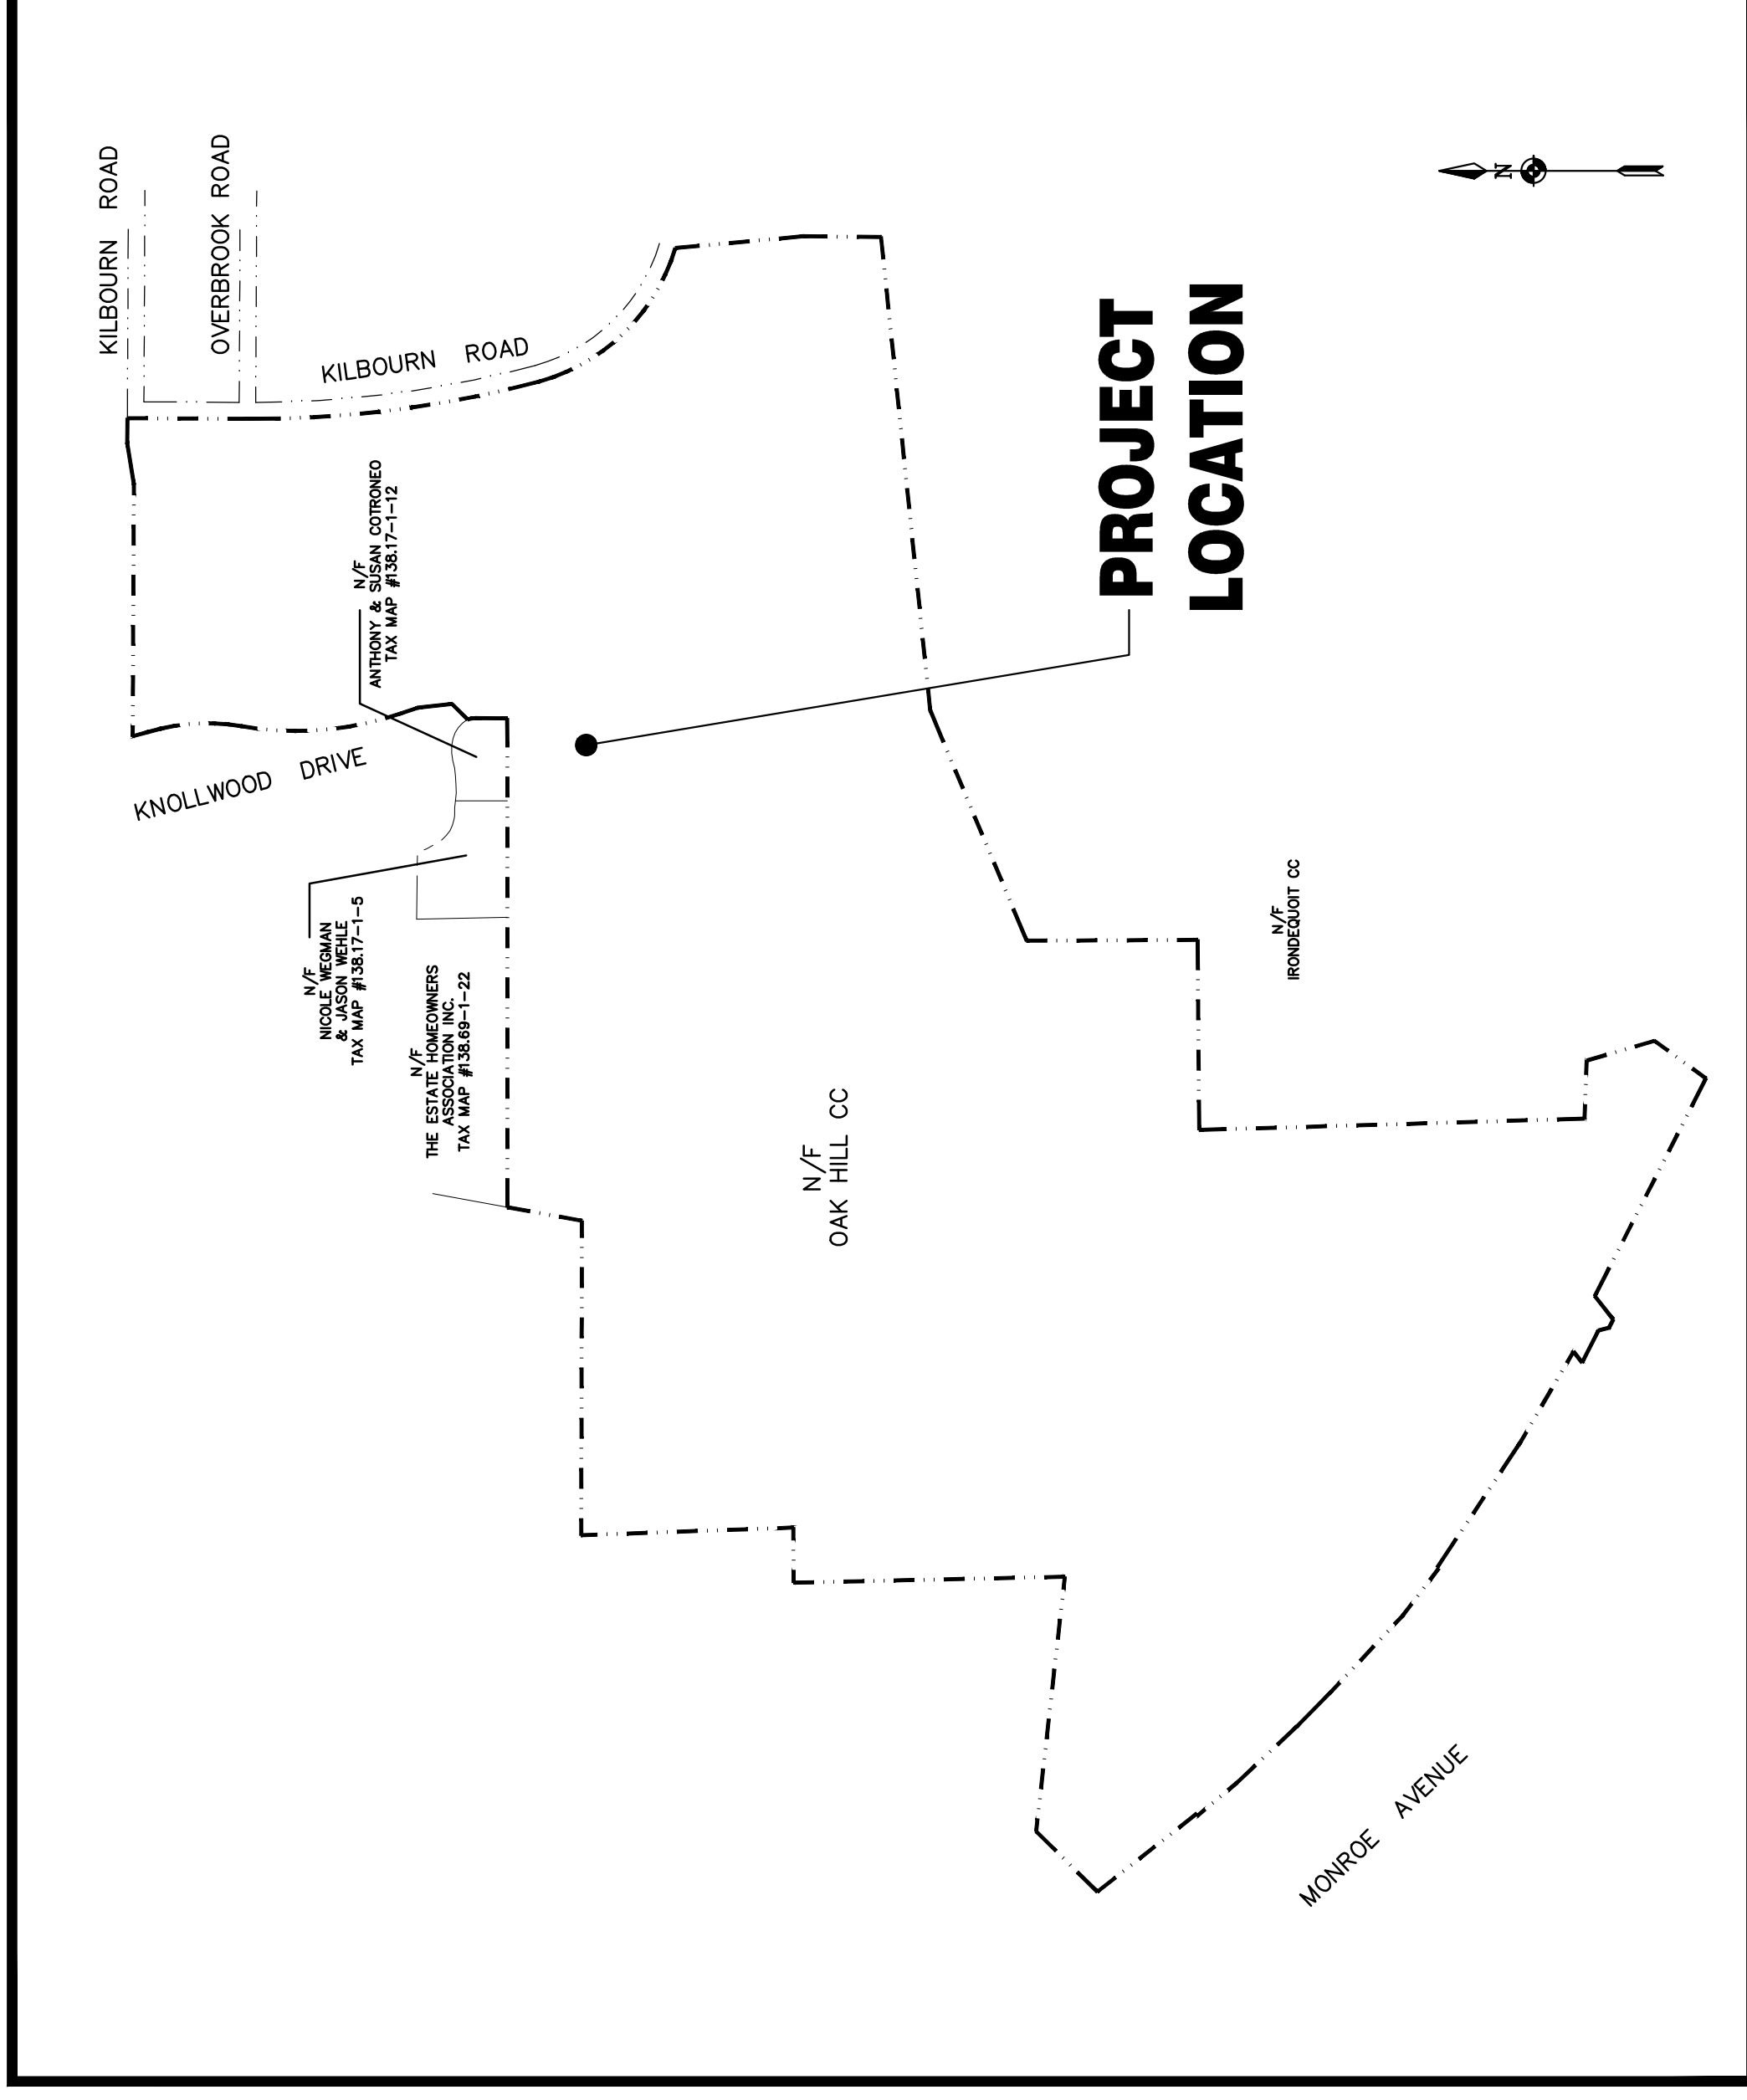 KILBOURN ROAD
OVERBROOK ROAD
KILBOURN ROAD
N/F
ANTHONY & SUSAN COTRONEO
TAX MAP #138.17-1-12
KNOLLWOOD DRIVE
N/F
NICOLE WEGMAN
& JASON WEHLE
TAX MAP #138.17-1-5
N/F
THE ESTATE HOMEOWNERS
ASSOCIATION INC.
TAX MAP #138.69-1-22
N/F
OAK HILL CC
PROJECT
LOCATION
N/F
IRONDEQUOIT CC
MONROE AVENUE
N